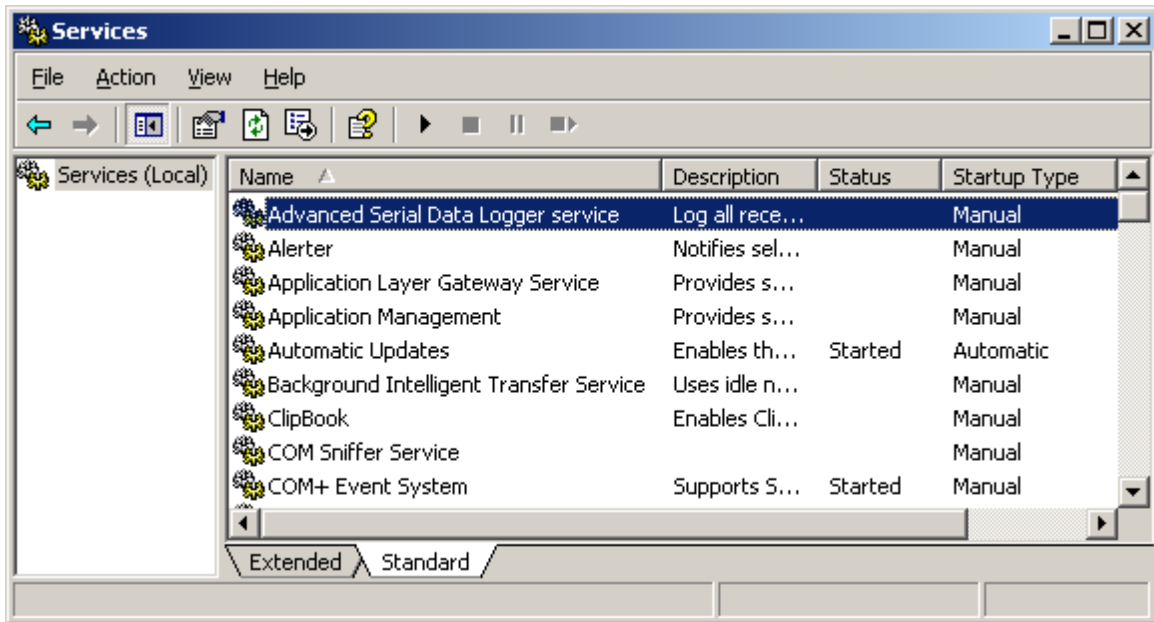 Services
File Action View Help
Services (Local)
Name Description Status Startup Type
Advanced Serial Data Logger service Log all rece... Manual
Alerter Notifies sel... Manual
Application Layer Gateway Service Provides s... Manual
Application Management Provides s... Manual
Automatic Updates Enables th... Started Automatic
Background Intelligent Transfer Service Uses idle n... Manual
ClipBook Enables Cli... Manual
COM Sniffer Service Manual
COM+ Event System Supports S... Started Manual
Extended Standard